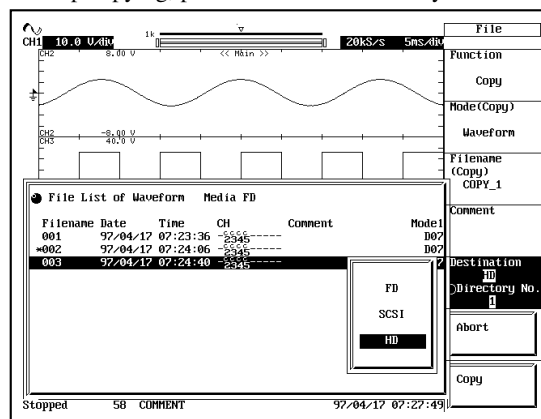 File
CH1 10.0 V/div 1k 20kS/s 5ms/div
CH2 8.00 V << Main >>
Function
Copy
Mode(Copy)
Waveform
CH2 -8.00 V
CH3 40.0 V
Filename
(Copy)
COPY_1
Comment
File List of Waveform Media FD
Filename Date Time CH Comment Model
001 97/04/17 07:23:36 -2345---- D07
*002 97/04/17 07:24:06 -2345---- D07
003 97/04/17 07:24:40 -2345---- 7
Destination
HD
Directory No.
1
FD
SCSI
HD
Abort
Copy
Stopped 58 COMMENT 97/04/17 07:27:49